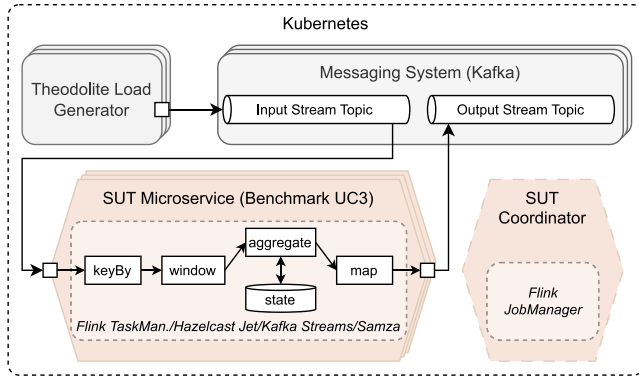 Kubernetes
Theodolite Load
Generator
Messaging System (Kafka)
Input Stream Topic
Output Stream Topic
SUT Microservice (Benchmark UC3)
keyBy
window
aggregate
map
state
Flink TaskMan./Hazelcast Jet/Kafka Streams/Samza
SUT
Coordinator
Flink
JobManager